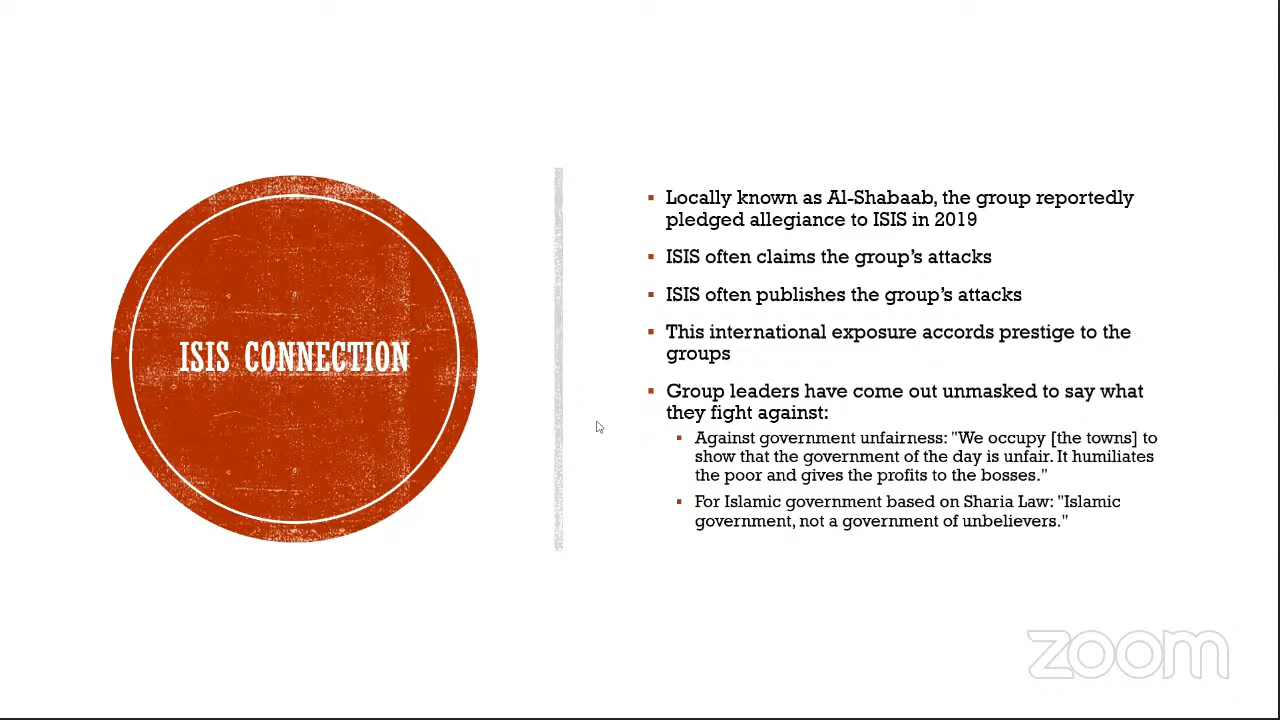 ISIS CONNECTION
Locally known as Al-Shabaab, the group reportedly
pledged allegiance to ISIS in 2019
ISIS often claims the group's attacks
ISIS often publishes the group's attacks
This international exposure accords prestige to the
groups
Group leaders have come out unmasked to say what
they fight against:
Against government unfairness: "We occupy [the towns] to
show that the government of the day is unfair. It humiliates
the poor and gives the profits to the bosses."
For Islamic government based on Sharia Law: "Islamic
government, not a government of unbelievers."
zoom